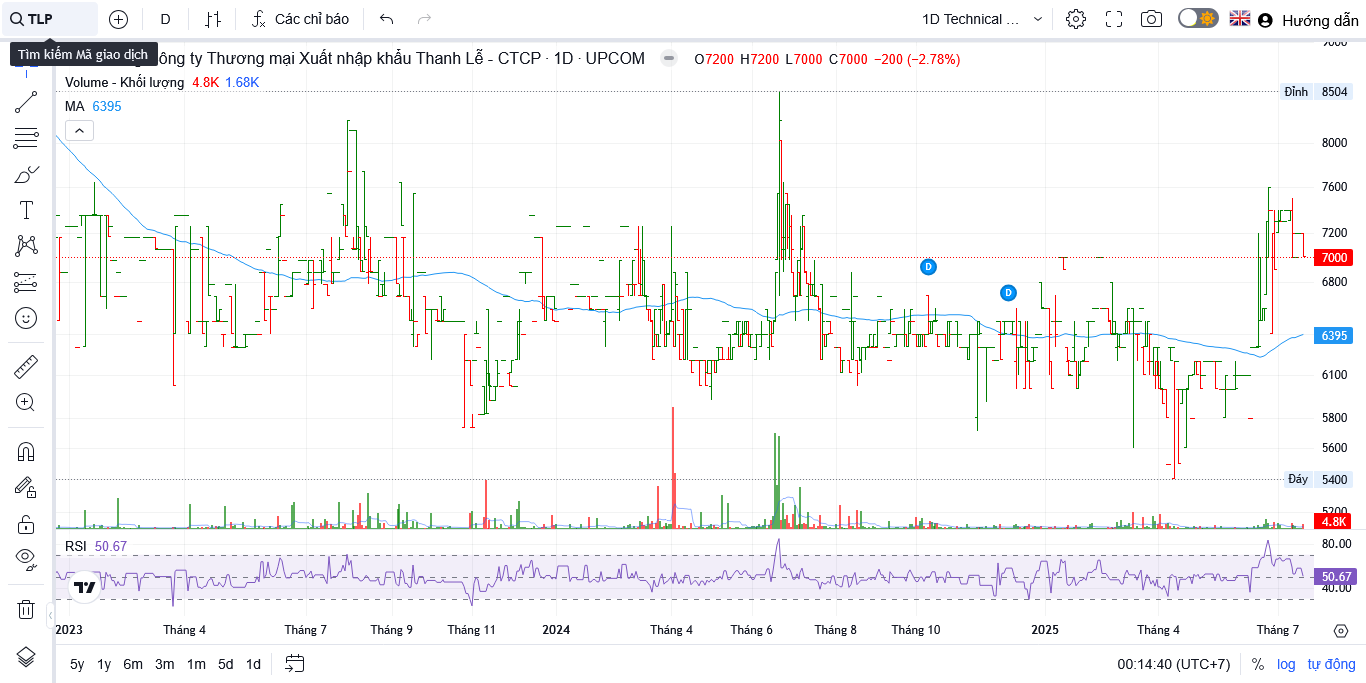 TLP
D
Các chỉ báo
1D Technical ...
Hướng dẫn
Tìm kiếm Mã giao dịch
ông ty Thương mại Xuất nhập khẩu Thanh Lễ - CTCP · 1D · UPCOM
O7200 H7200 L7000 C7000 −200 (−2.78%)
Volume - Khối lượng 4.8K 1.68K
MA 6395
7000
Đỉnh 8504
8000
7600
7200
7000
6800
6395
6100
5800
5600
Đáy 5400
5200
4.8K
D
D
RSI 50.67
80.00
50.67
40.00
2023 Tháng 4 Tháng 7 Tháng 9 Tháng 11 2024 Tháng 4 Tháng 6 Tháng 8 Tháng 10 2025 Tháng 4 Tháng 7
5y 1y 6m 3m 1m 5d 1d
00:14:40 (UTC+7) % log tự động